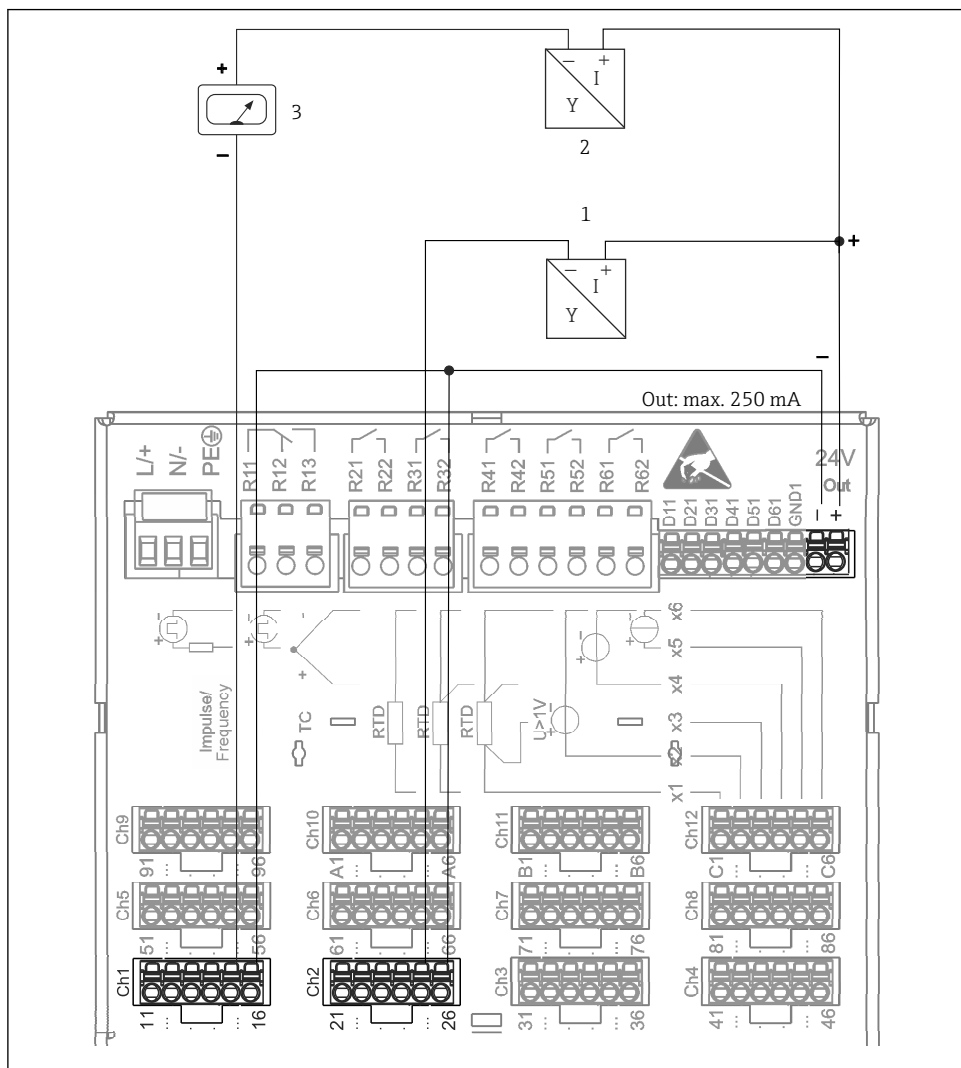 − + I
Y
2
+
3
−
1
− + I
Y
+
−
Out: max. 250 mA
L/+ N/- PE R11 R12 R13 R21 R22 R31 R32 R41 R42 R51 R52 R61 R62 24V
Out
D11 D21 D31 D41 D51 D61 GND1 − +
Impulse/
Frequency
TC
RTD RTD RTD U>1V
x6
x5
x4
x3
x1
Ch9 Ch10 Ch11 Ch12
91 ... . ... 96 A1 ... . ... A6 B1 ... . ... B6 C1 ... . ... C6
Ch5 Ch6 Ch7 Ch8
51 ... . ... 56 61 ... . ... 66 71 ... . ... 76 81 ... . ... 86
Ch1 Ch2 Ch3 Ch4
11 ... . ... 16 21 ... . ... 26 31 ... . ... 36 41 ... . ... 46